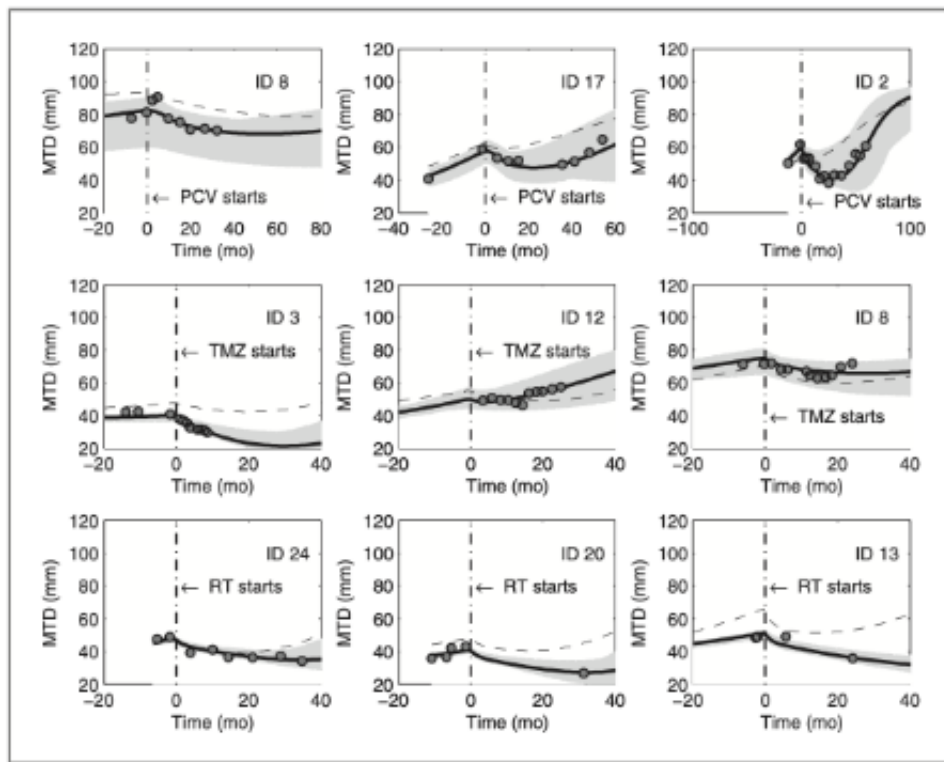 120
100
80
60
40
20
MTD (mm)
ID 8
← PCV starts
−20 0 20 40 60 80
Time (mo)
120
100
80
60
40
20
MTD (mm)
ID 17
← PCV starts
−40 −20 0 20 40 60
Time (mo)
120
100
80
60
40
20
MTD (mm)
ID 2
← PCV starts
−100 0 100
Time (mo)
120
100
80
60
40
20
MTD (mm)
ID 3
← TMZ starts
−20 0 20 40
Time (mo)
120
100
80
60
40
20
MTD (mm)
ID 12
← TMZ starts
−20 0 20 40
Time (mo)
120
100
80
60
40
20
MTD (mm)
ID 8
← TMZ starts
−20 0 20 40
Time (mo)
120
100
80
60
40
20
MTD (mm)
ID 24
← RT starts
−20 0 20 40
Time (mo)
120
100
80
60
40
20
MTD (mm)
ID 20
← RT starts
−20 0 20 40
Time (mo)
120
100
80
60
40
20
MTD (mm)
ID 13
← RT starts
−20 0 20 40
Time (mo)